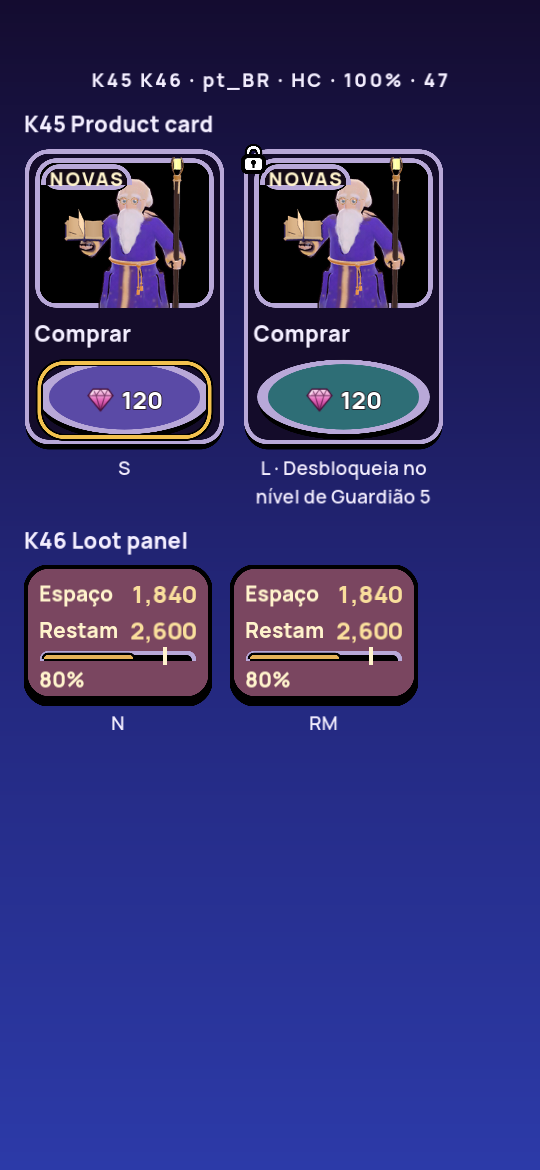 K45 K46 · pt_BR · HC · 100% · 47
K45 Product card
NOVAS
NOVAS
Comprar
Comprar
120
120
S
L · Desbloqueia no
nível de Guardião 5
K46 Loot panel
Espaço 1,840
Restam 2,600
80%
Espaço 1,840
Restam 2,600
80%
N
RM